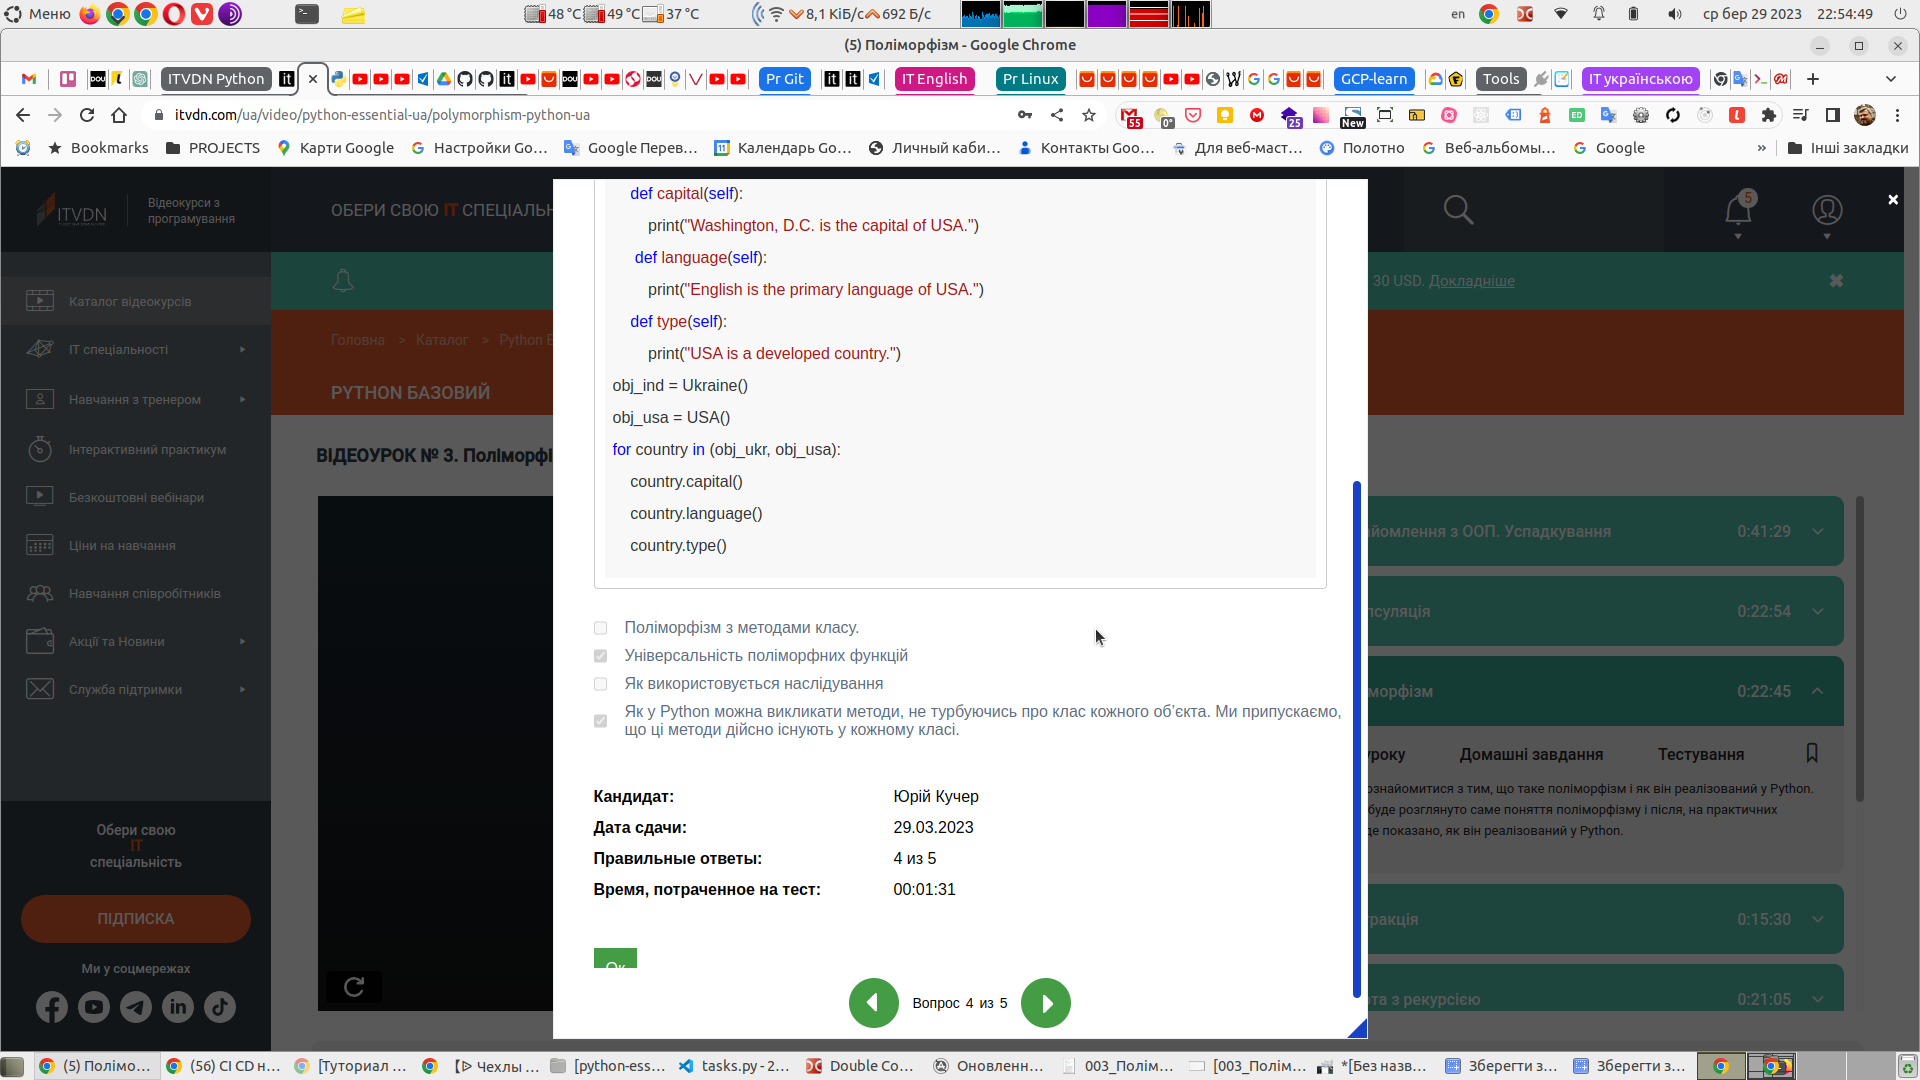 Меню
48 °C 49 °C 37 °C
8,1 КіБ/с 692 Б/с
en
ср бер 29 2023
22:54:49
(5) Поліморфізм - Google Chrome
ITVDN Python
Pr Git
IT English
Pr Linux
GCP-learn
Tools
IT українською
itvdn.com/ua/video/python-essential-ua/polymorphism-python-ua
55
0°
25
New
Bookmarks
PROJECTS
Карти Google
Настройки Go…
Google Перев…
Календарь Go…
Личный каби…
Контакты Goo…
Для веб-маст…
Полотно
Веб-альбомы…
Google
»
Інші закладки
ITVDN
Відеокурси з
програмування
ОБЕРИ СВОЮ IT СПЕЦІАЛЬН
5
30 USD. Докладніше
Каталог відеокурсів
IT спеціальності
Навчання з тренером
Інтерактивний практикум
Безкоштовні вебінари
Ціни на навчання
Навчання співробітників
Акції та Новини
Служба підтримки
Обери свою
IT
спеціальність
ПІДПИСКА
Ми у соцмережах
Головна > Каталог > Python E
PYTHON БАЗОВИЙ
ВІДЕОУРОК № 3. Поліморфі
def capital(self):
print("Washington, D.C. is the capital of USA.")
def language(self):
print("English is the primary language of USA.")
def type(self):
print("USA is a developed country.")
obj_ind = Ukraine()
obj_usa = USA()
for country in (obj_ukr, obj_usa):
country.capital()
country.language()
country.type()
Поліморфізм з методами класу.
Універсальність поліморфних функцій
Як використовується наслідування
Як у Python можна викликати методи, не турбуючись про клас кожного об’єкта. Ми припускаємо,
що ці методи дійсно існують у кожному класі.
Кандидат: Юрій Кучер
Дата сдачи: 29.03.2023
Правильные ответы: 4 из 5
Время, потраченное на тест: 00:01:31
Ок
Вопрос 4 из 5
йомлення з ООП. Успадкування 0:41:29
псуляція 0:22:54
морфізм 0:22:45
уроку Домашні завдання Тестування
ознайомитися з тим, що таке поліморфізм і як він реалізований у Python.
буде розглянуто саме поняття поліморфізму і після, на практичних
де показано, як він реалізований у Python.
ракція 0:15:30
ота з рекурсією 0:21:05
(5) Полімо…
(56) CI CD н…
[Туториал …
Чехлы …
[python-ess…
tasks.py - 2…
Double Co…
Оновленн…
003_Полім…
[003_Полім…
*[Без назв…
Зберегти з…
Зберегти з…